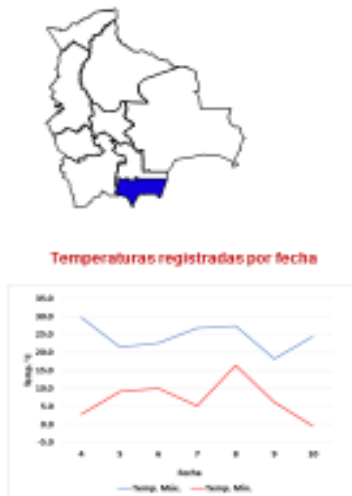 Temperaturas registradas por fecha
35.0
30.0
25.0
20.0
15.0
10.0
5.0
0.0
-5.0
Temp. °C
4 5 6 7 8 9 10
Fecha
Temp. Máx. Temp. Mín.